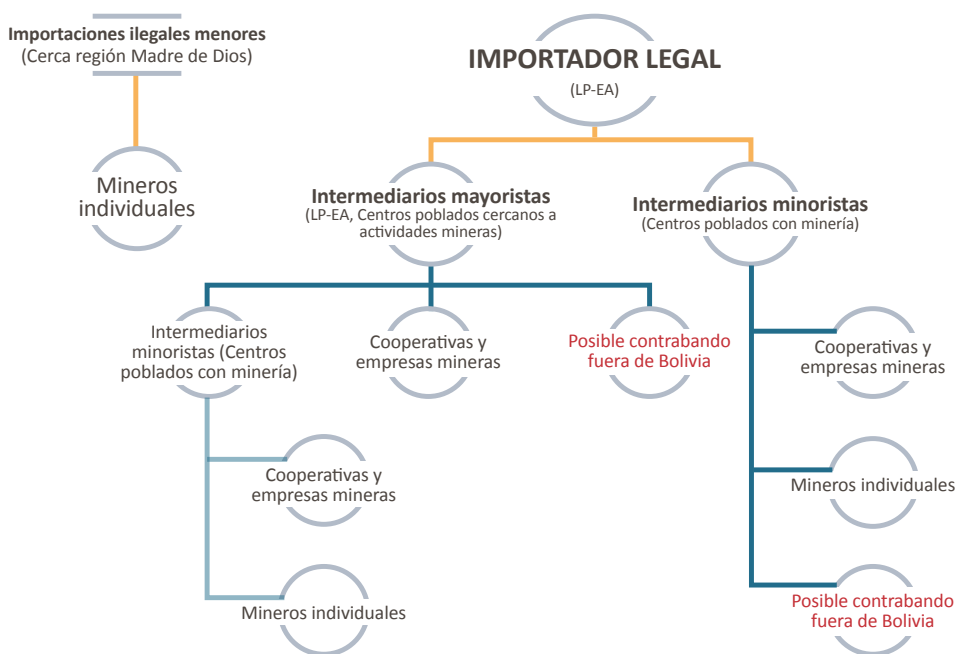 Importaciones ilegales menores
(Cerca región Madre de Dios)
Mineros
individuales
IMPORTADOR LEGAL
(LP-EA)
Intermediarios mayoristas
(LP-EA, Centros poblados cercanos a
actividades mineras)
Intermediarios minoristas
(Centros poblados con minería)
Intermediarios
minoristas (Centros
poblados con minería)
Cooperativas y
empresas mineras
Posible contrabando
fuera de Bolivia
Cooperativas y
empresas mineras
Mineros individuales
Cooperativas y
empresas mineras
Mineros individuales
Posible contrabando
fuera de Bolivia